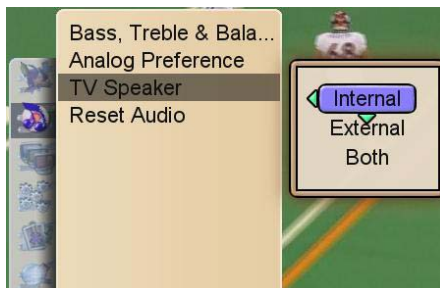 Bass, Treble & Bala...
Analog Preference
TV Speaker
Reset Audio
Internal
External
Both